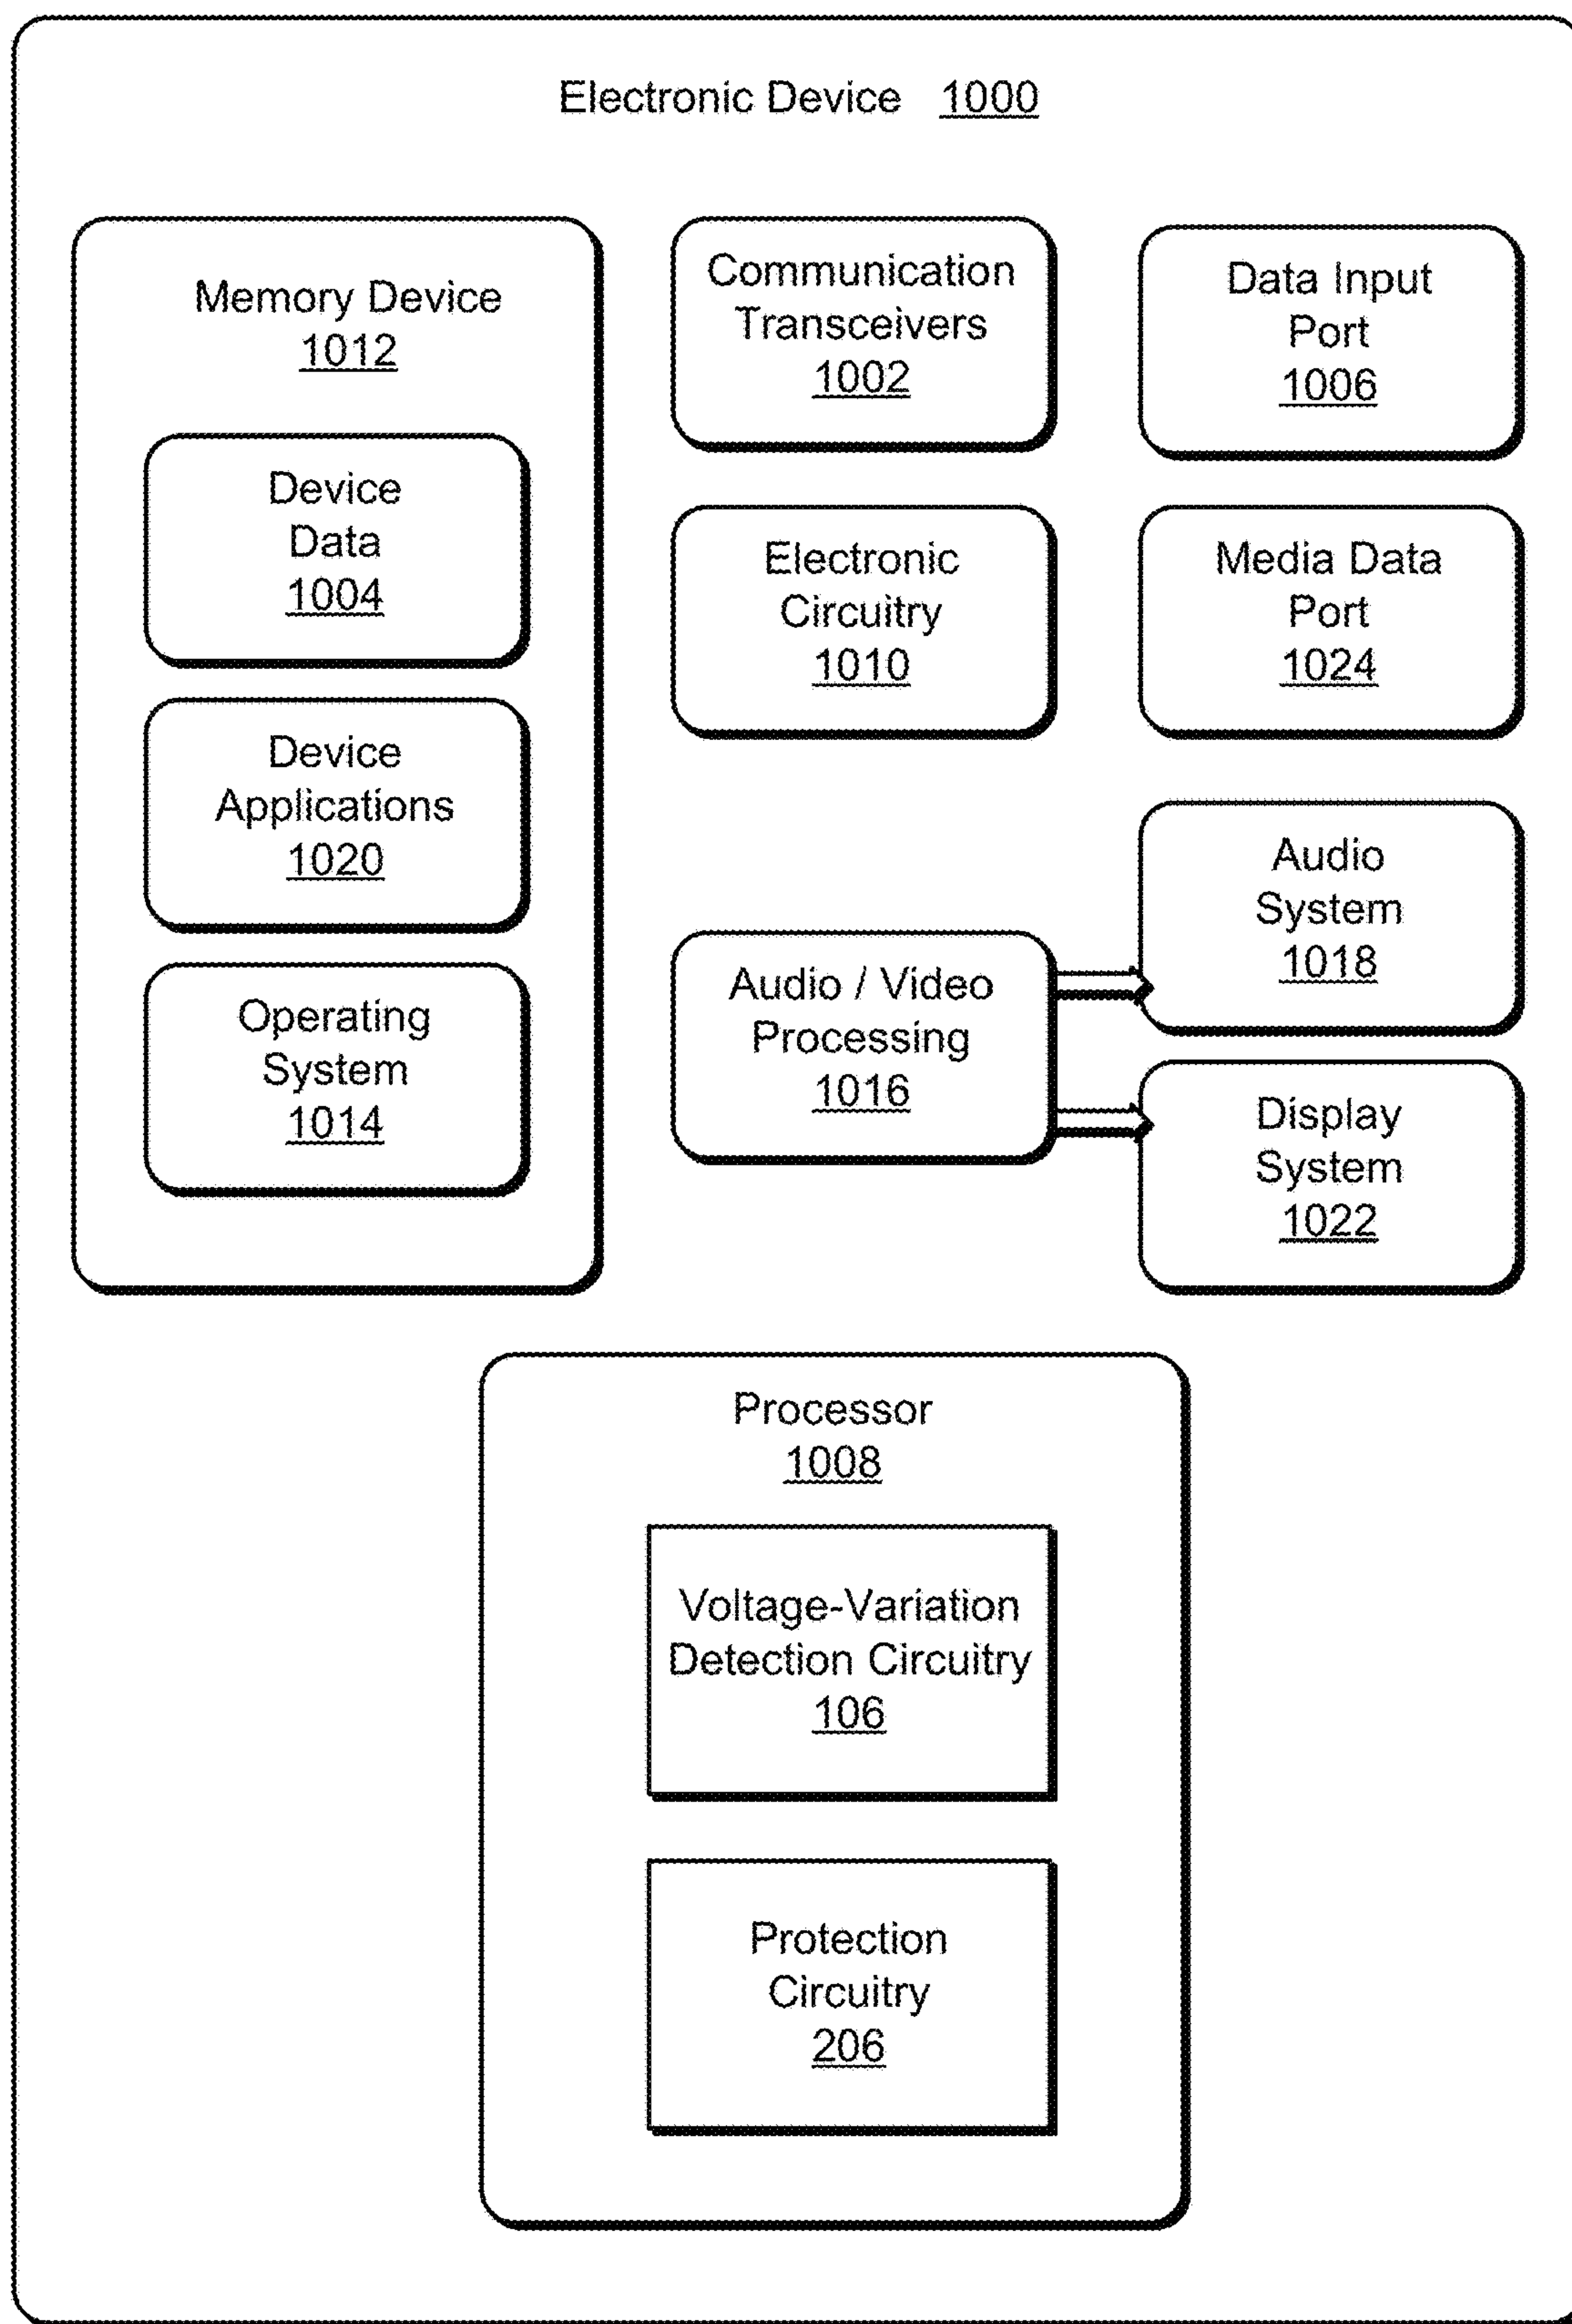 Electronic Device 1000
Memory Device
1012
Device
Data
1004
Device
Applications
1020
Operating
System
1014
Communication
Transceivers
1002
Data Input
Port
1006
Electronic
Circuitry
1010
Media Data
Port
1024
Audio / Video
Processing
1016
Audio
System
1018
Display
System
1022
Processor
1008
Voltage-Variation
Detection Circuitry
106
Protection
Circuitry
206